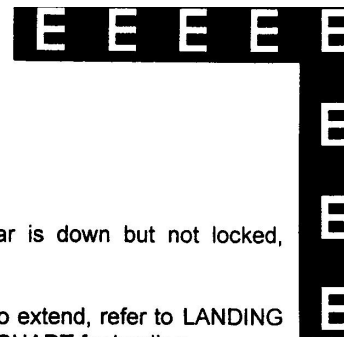 E E E E E
E
E
E
ar is down but not locked,
o extend, refer to LANDING